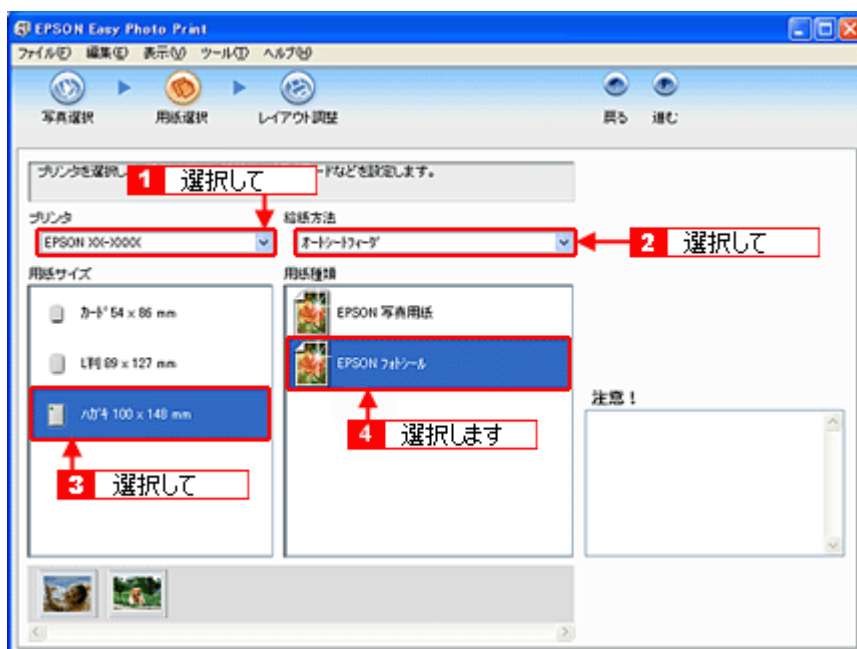 EPSON Easy Photo Print
ファイル(F) 編集(E) 表示(V) ツール(T) ヘルプ(H)
写真選択 用紙選択 レイアウト調整 戻る 進む
プリンタを選択し
ードなどを設定します。
1 選択して
プリンタ 給紙方法
EPSON XX-XXXX オートシートフィーダ
2 選択して
用紙サイズ 用紙種類
カード 54 x 86 mm EPSON 写真用紙
L判 89 x 127 mm EPSON フォトシール
ハガキ 100 x 148 mm
注意!
4 選択します
3 選択して